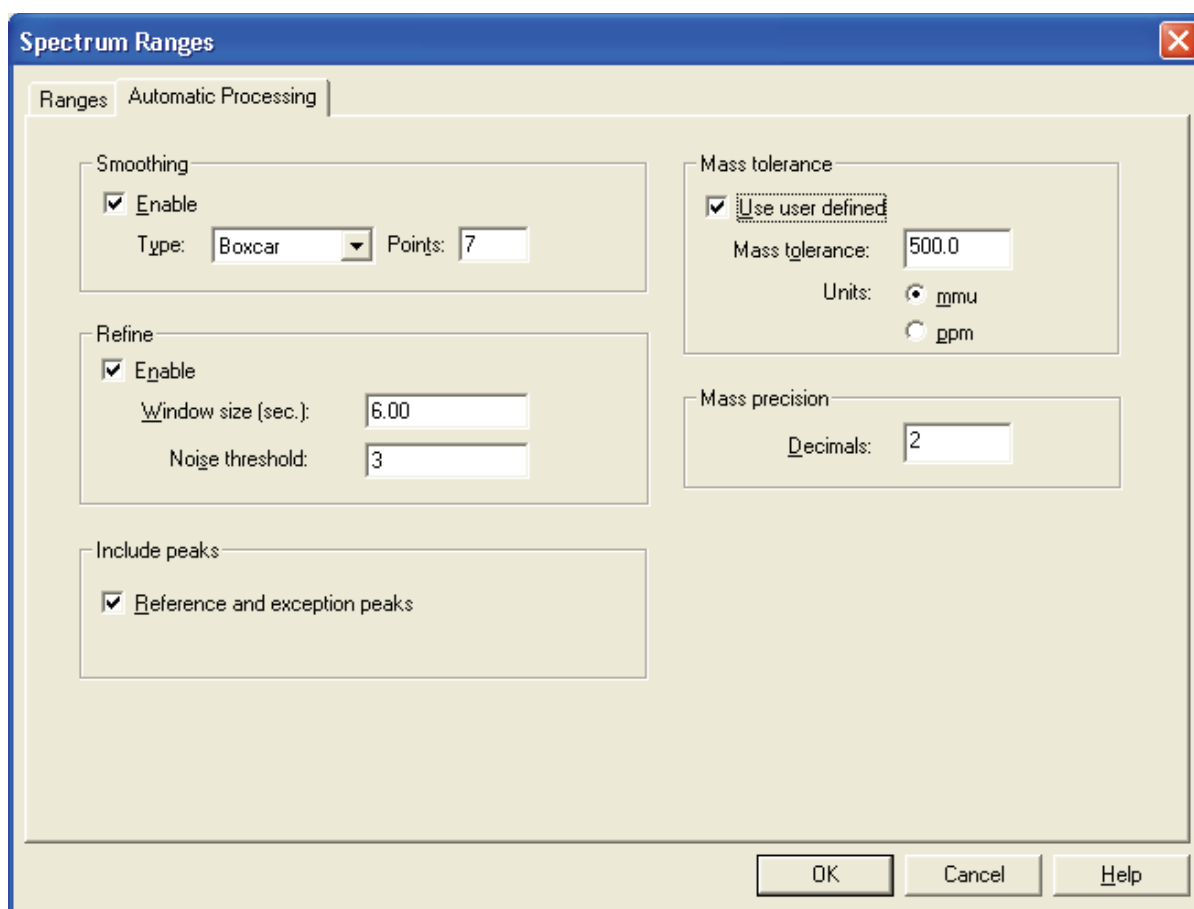 Spectrum Ranges
Ranges
Automatic Processing
Smoothing
Enable
Type:
Boxcar
Points:
7
Refine
Enable
Window size (sec.):
6.00
Noise threshold:
3
Include peaks
Reference and exception peaks
Mass tolerance
Use user defined
Mass tolerance:
500.0
Units:
mmu
ppm
Mass precision
Decimals:
2
OK
Cancel
Help